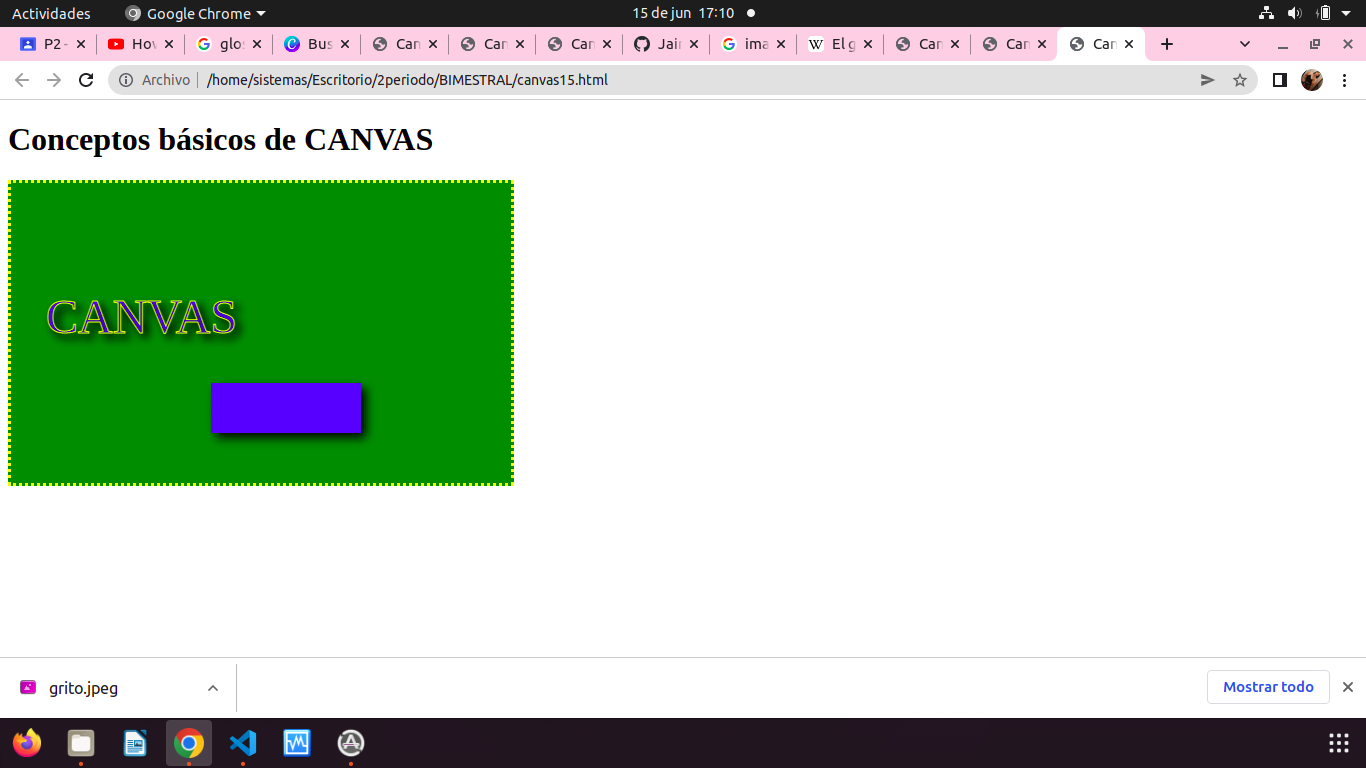 Actividades Google Chrome 15 de jun 17:10
P2 - Hov glos Bus Can Can Can Jair ima El g Can Can Can
Archivo /home/sistemas/Escritorio/2periodo/BIMESTRAL/canvas15.html
Conceptos básicos de CANVAS
CANVAS
grito.jpeg Mostrar todo